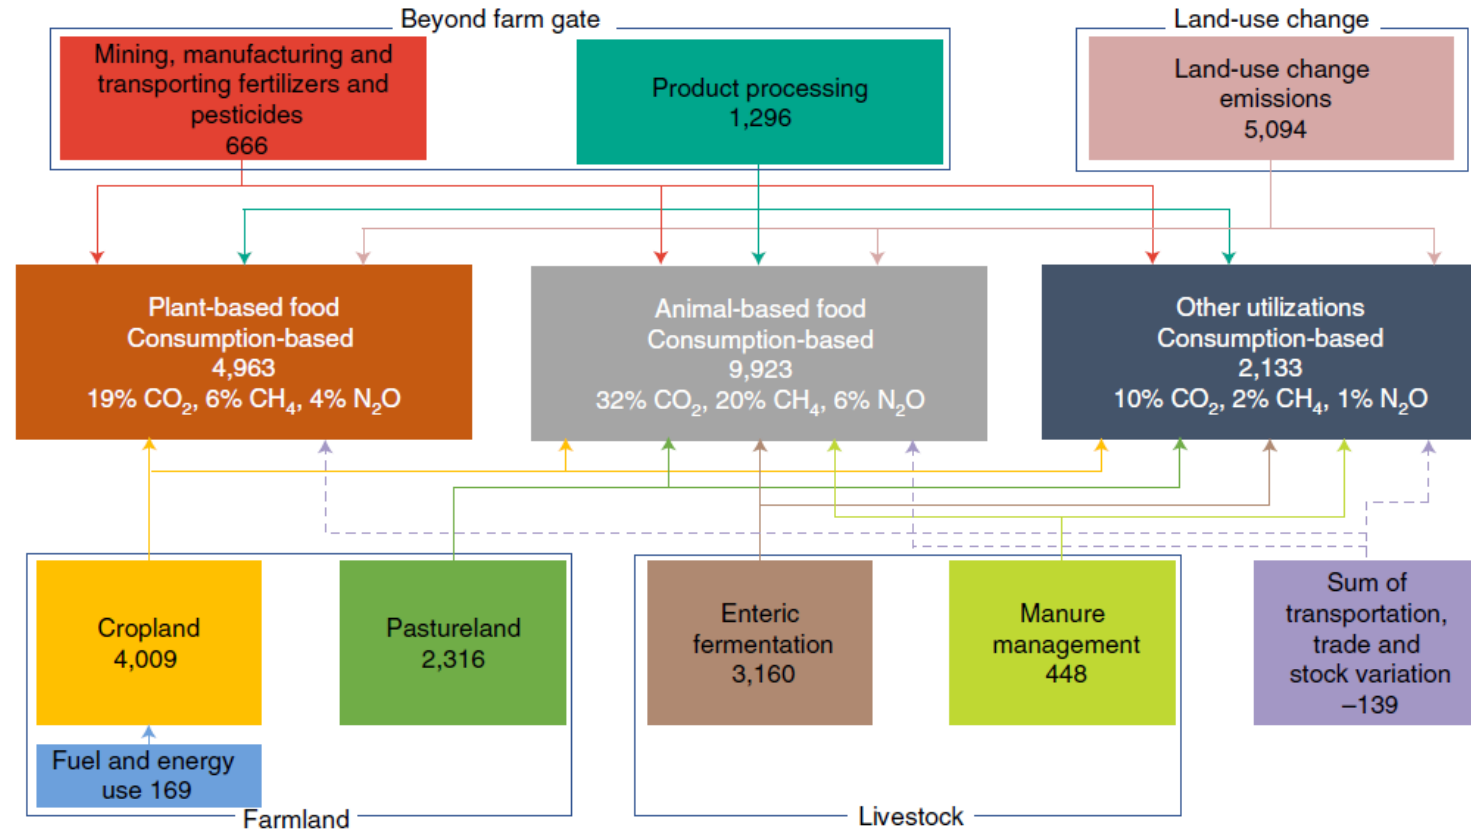 Beyond farm gate
Land-use change
Mining, manufacturing and
transporting fertilizers and
pesticides
666
Product processing
1,296
Land-use change
emissions
5,094
Plant-based food
Consumption-based
4,963
19% CO₂, 6% CH₄, 4% N₂O
Animal-based food
Consumption-based
9,923
32% CO₂, 20% CH₄, 6% N₂O
Other utilizations
Consumption-based
2,133
10% CO₂, 2% CH₄, 1% N₂O
Cropland
4,009
Pastureland
2,316
Enteric
fermentation
3,160
Manure
management
448
Sum of
transportation,
trade and
stock variation
–139
Fuel and energy
use 169
Farmland
Livestock